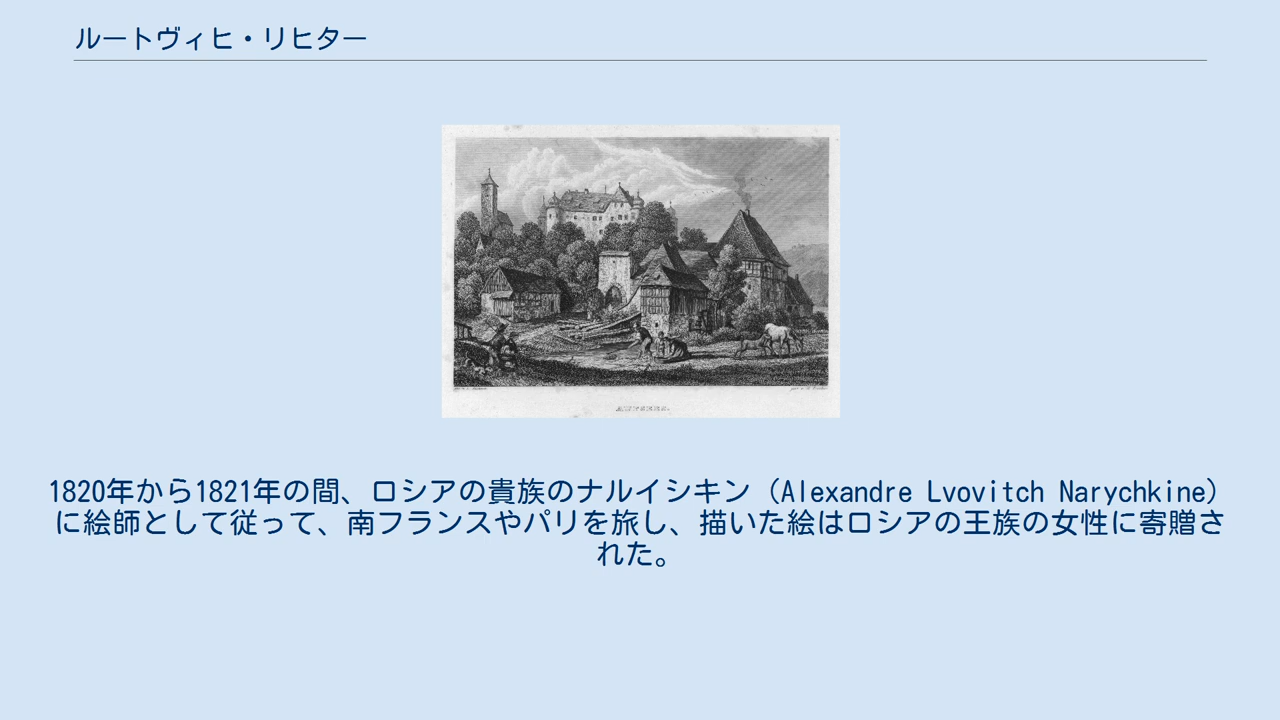 ルートヴィヒ・リヒター
1820年から1821年の間、ロシアの貴族のナルイシキン（Alexandre Lvovitch Narychkine）
に絵師として従って、南フランスやパリを旅し、描いた絵はロシアの王族の女性に寄贈さ
れた。